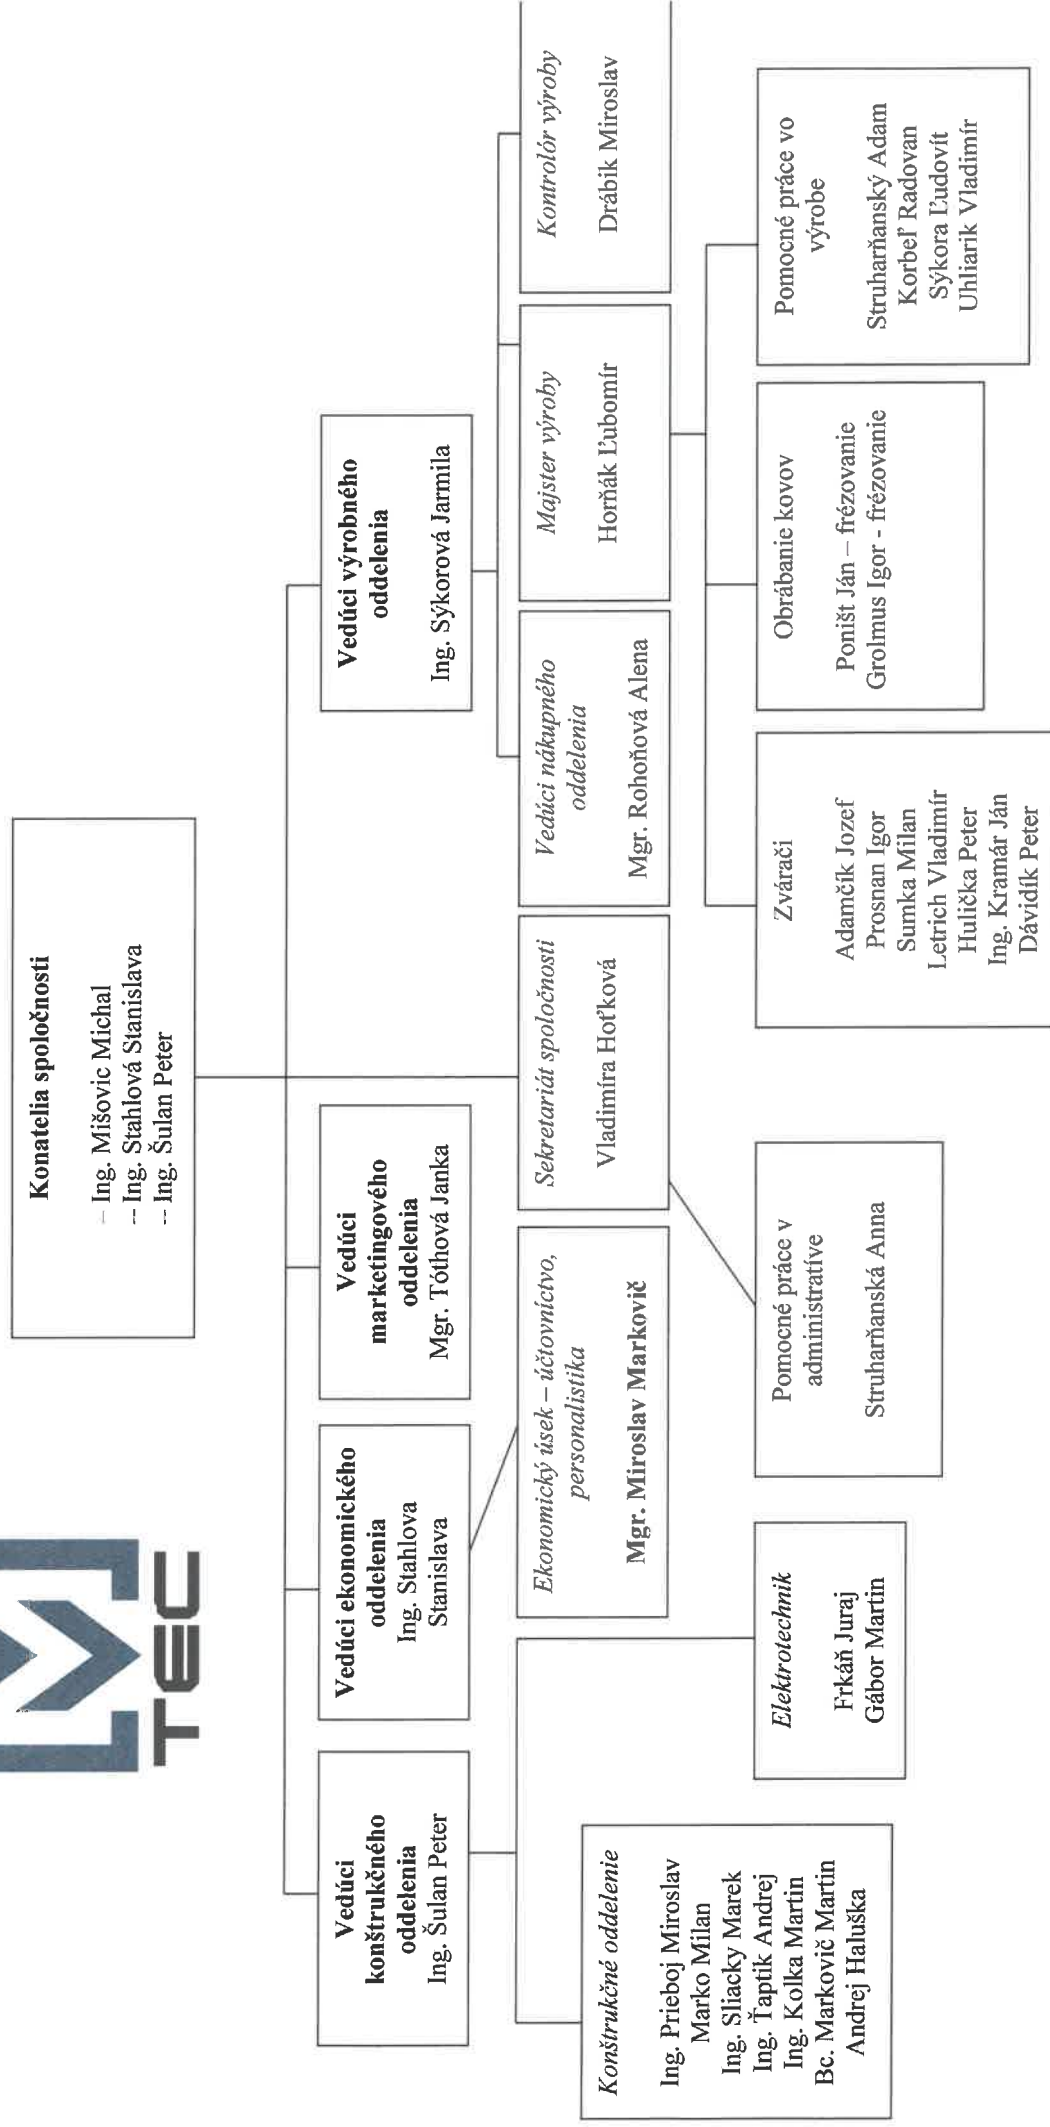 TEC
Konatelia spoločnosti
– Ing. Mišovic Michal
-- Ing. Stahlová Stanislava
-- Ing. Šulan Peter
Vedúci
konštrukčného
oddelenia
Ing. Šulan Peter
Vedúci ekonomického
oddelenia
Ing. Stahlova
Stanislava
Vedúci
marketingového
oddelenia
Mgr. Tóthová Janka
Vedúci výrobného
oddelenia
Ing. Sýkorová Jarmila
Ekonomický úsek – účtovníctvo,
personalistika
Mgr. Miroslav Markovič
Sekretariát spoločnosti
Vladimíra Hoťková
Vedúci nákupného
oddelenia
Mgr. Rohoňová Alena
Majster výroby
Horňák Ľubomír
Kontrolór výroby
Drábik Miroslav
Konštrukčné oddelenie
Ing. Prieboj Miroslav
Marko Milan
Ing. Sliacky Marek
Ing. Ťaptik Andrej
Ing. Kolka Martin
Bc. Markovič Martin
Andrej Haluška
Elektrotechnik
Frkáň Juraj
Gábor Martin
Pomocné práce v
administratíve
Struharňanská Anna
Zvárači
Adamčík Jozef
Prosnan Igor
Sumka Milan
Letrich Vladimír
Hulička Peter
Ing. Kramár Ján
Dávidík Peter
Obrábanie kovov
Poništ Ján – frézovanie
Grolmus Igor - frézovanie
Pomocné práce vo
výrobe
Struharňanský Adam
Korbeľ Radovan
Sýkora Ľudovít
Uhliarik Vladimír